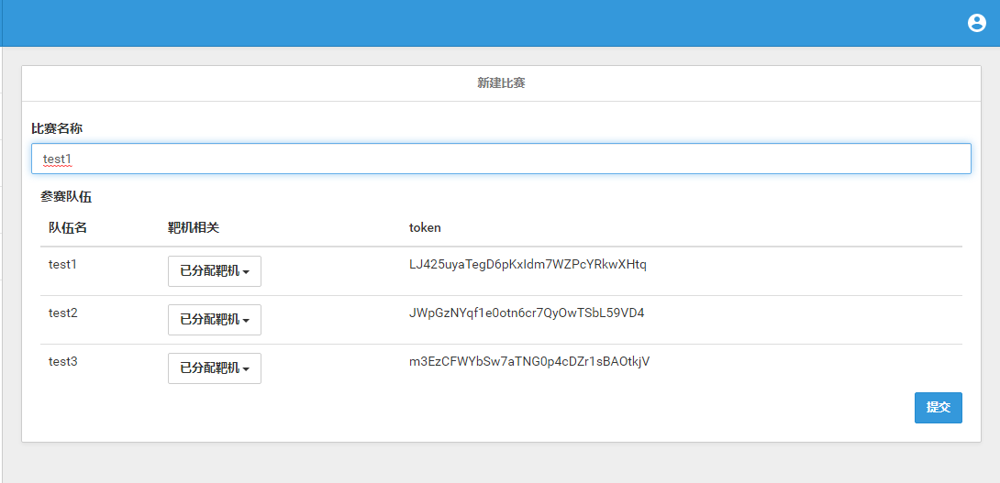 新建比赛
比赛名称
test1
参赛队伍
队伍名 靶机相关 token
test1 已分配靶机 LJ425uyaTegD6pKxIdm7WZPcYRkwXHtq
test2 已分配靶机 JWpGzNYqf1e0otn6cr7QyOwTSbL59VD4
test3 已分配靶机 m3EzCFWYbSw7aTNG0p4cDZr1sBAOtkjV
提交